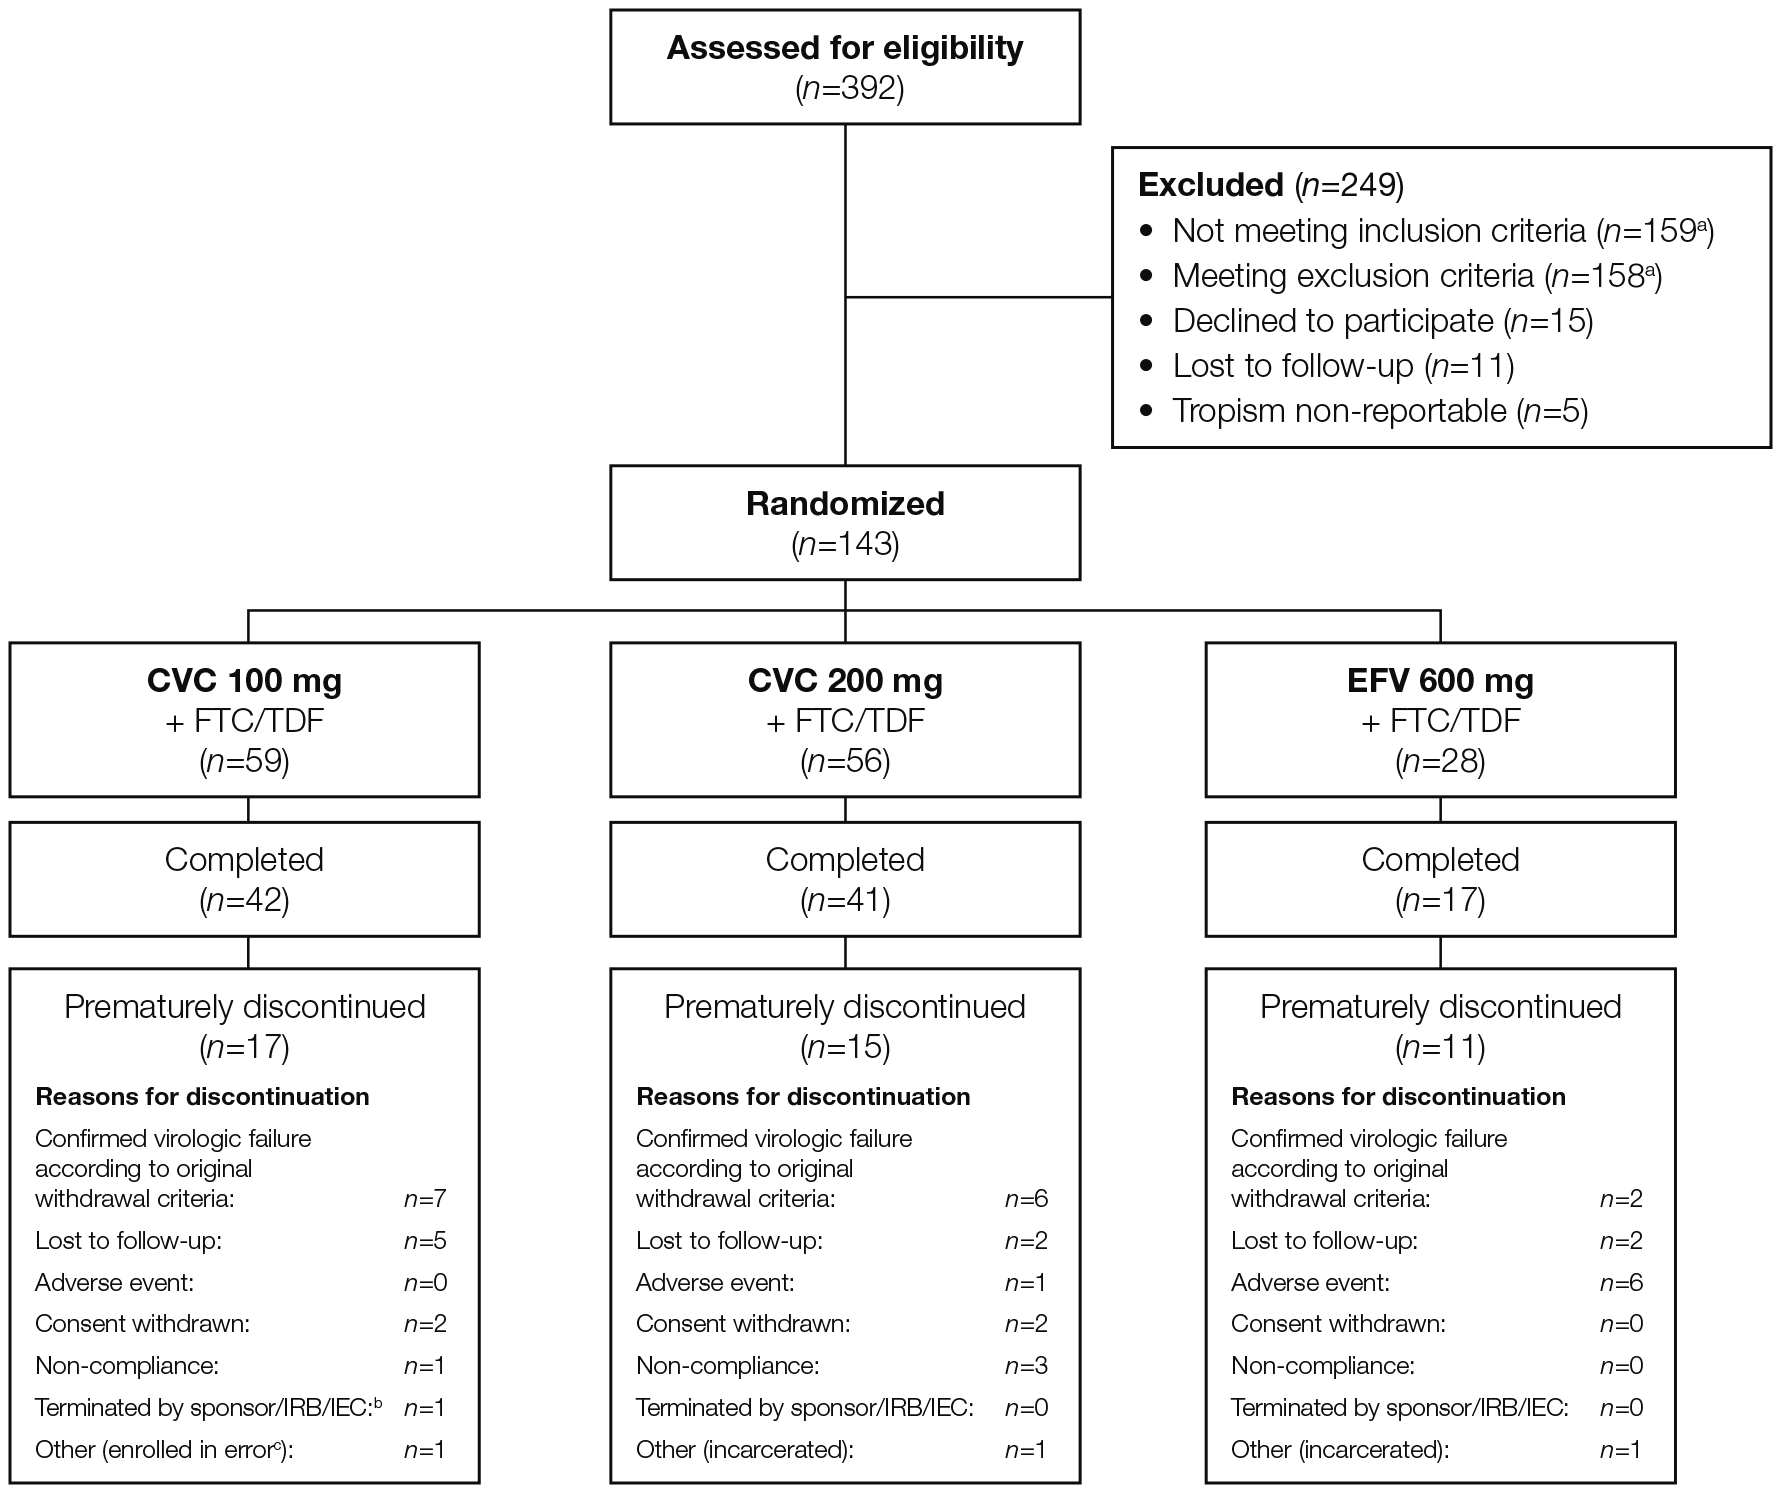 Assessed for eligibility
(n=392)
Excluded (n=249)
• Not meeting inclusion criteria (n=159ᵃ)
• Meeting exclusion criteria (n=158ᵃ)
• Declined to participate (n=15)
• Lost to follow-up (n=11)
• Tropism non-reportable (n=5)
Randomized
(n=143)
CVC 100 mg
+ FTC/TDF
(n=59)
Completed
(n=42)
Prematurely discontinued
(n=17)
Reasons for discontinuation
Confirmed virologic failure
according to original
withdrawal criteria: n=7
Lost to follow-up: n=5
Adverse event: n=0
Consent withdrawn: n=2
Non-compliance: n=1
Terminated by sponsor/IRB/IEC:ᵇ n=1
Other (enrolled in errorᶜ): n=1
CVC 200 mg
+ FTC/TDF
(n=56)
Completed
(n=41)
Prematurely discontinued
(n=15)
Reasons for discontinuation
Confirmed virologic failure
according to original
withdrawal criteria: n=6
Lost to follow-up: n=2
Adverse event: n=1
Consent withdrawn: n=2
Non-compliance: n=3
Terminated by sponsor/IRB/IEC: n=0
Other (incarcerated): n=1
EFV 600 mg
+ FTC/TDF
(n=28)
Completed
(n=17)
Prematurely discontinued
(n=11)
Reasons for discontinuation
Confirmed virologic failure
according to original
withdrawal criteria: n=2
Lost to follow-up: n=2
Adverse event: n=6
Consent withdrawn: n=0
Non-compliance: n=0
Terminated by sponsor/IRB/IEC: n=0
Other (incarcerated): n=1